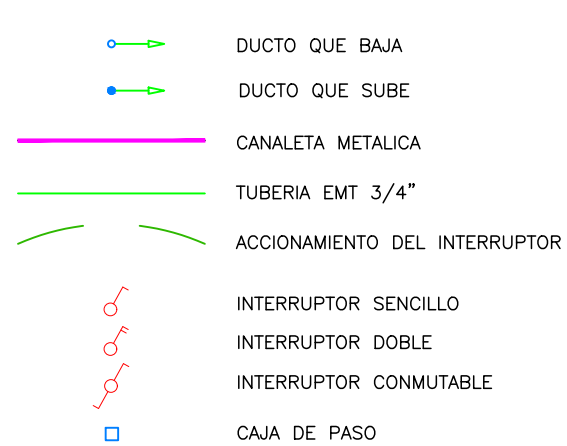 DUCTO QUE BAJA
DUCTO QUE SUBE
CANALETA METALICA
TUBERIA EMT 3/4”
ACCIONAMIENTO DEL INTERRUPTOR
INTERRUPTOR SENCILLO
INTERRUPTOR DOBLE
INTERRUPTOR CONMUTABLE
CAJA DE PASO